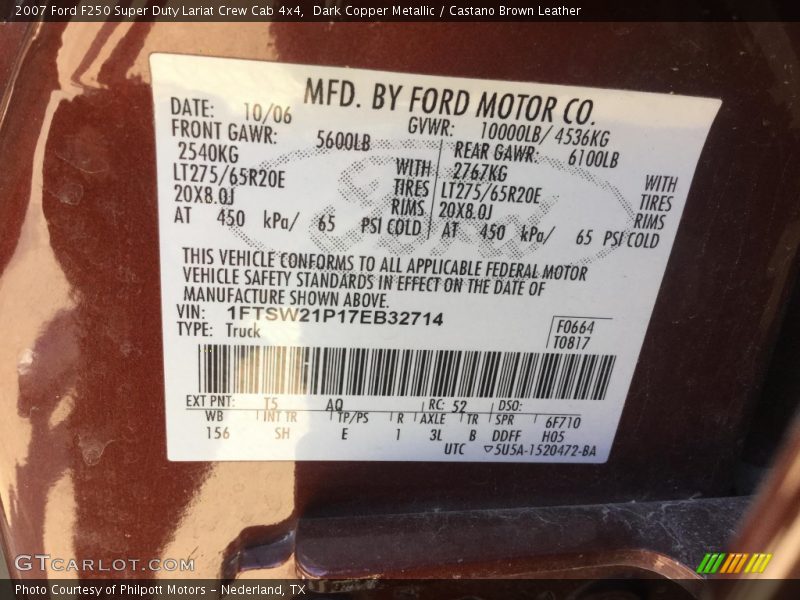 2007 Ford F250 Super Duty Lariat Crew Cab 4x4, Dark Copper Metallic / Castano Brown Leather
MFD. BY FORD MOTOR CO.
DATE: 10/06 GVWR: 10000LB/ 4536KG
FRONT GAWR: 5600LB REAR GAWR: 6100LB
2540KG WITH 2767KG WITH
LT275/65R20E TIRES LT275/65R20E TIRES
20X8.0J RIMS 20X8.0J RIMS
AT 450 kPa/ 65 PSI COLD AT 450 kPa/ 65 PSI COLD
Ford
THIS VEHICLE CONFORMS TO ALL APPLICABLE FEDERAL MOTOR
VEHICLE SAFETY STANDARDS IN EFFECT ON THE DATE OF
MANUFACTURE SHOWN ABOVE.
VIN: 1FTSW21P17EB32714
TYPE: Truck
F0664
T0817
EXT PNT: T5 AQ RC: 52 DSO:
WB INT TR TP/PS R AXLE TR SPR 6F710
156 SH E 1 3L B DDFF H05
UTC ▽5U5A-1520472-BA
GTCARLOT.COM
Photo Courtesy of Philpott Motors – Nederland, TX